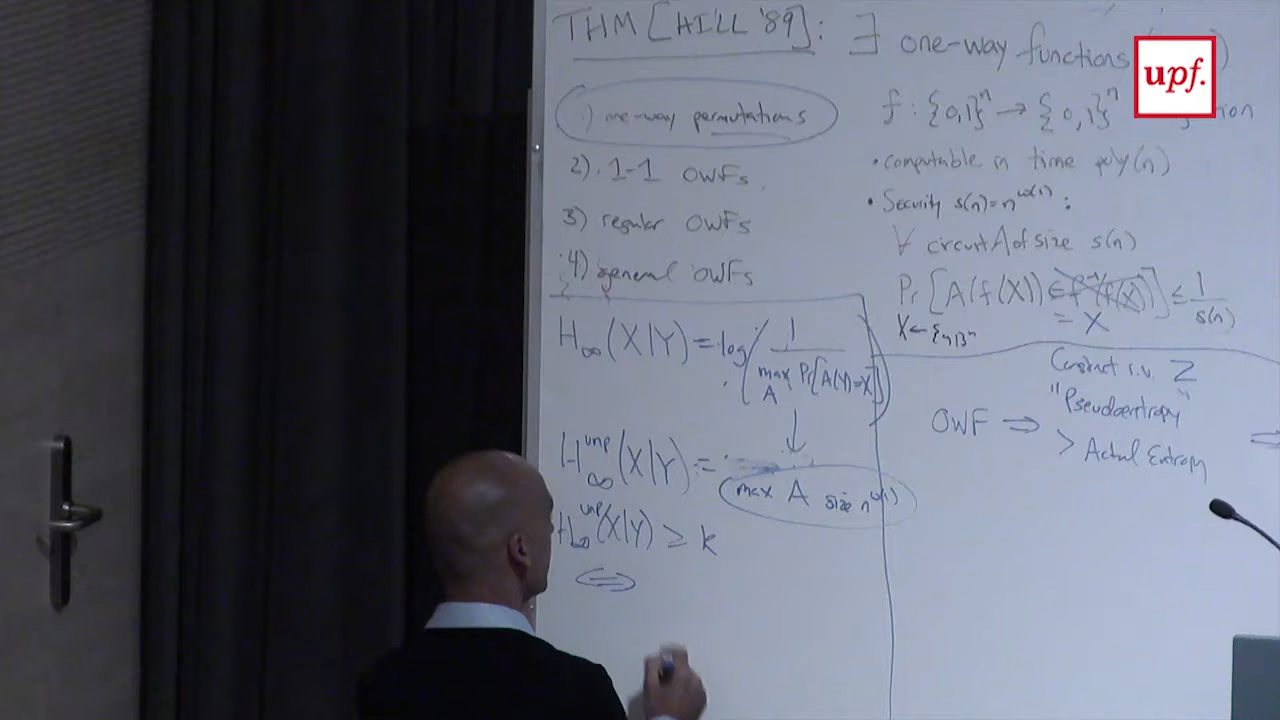 THM [HILL '89]: ∃ one-way functions
upf.
1) one-way permutations
2). 1-1 OWFs.
3) regular OWFs
4) general OWFs
f: {0,1}^n → {0,1}^n
• computable in time poly(n)
• Security s(n)=n^ω(1) :
∀ circuit A of size s(n)
Pr [A(f(X)) ∈ f^-1(f(X))] ≤ 1/s(n)
= X
X ← {0,1}^n
H∞(X|Y) = log ( 1 / max_A Pr[A(Y)=X] )
H∞^unp(X|Y) =
max A size n^ω(1)
H∞^unp(X|Y) ≥ k
⟺
OWF ⇒
Construct r.v. Z
"Pseudoentropy"
> Actual Entropy
⇒